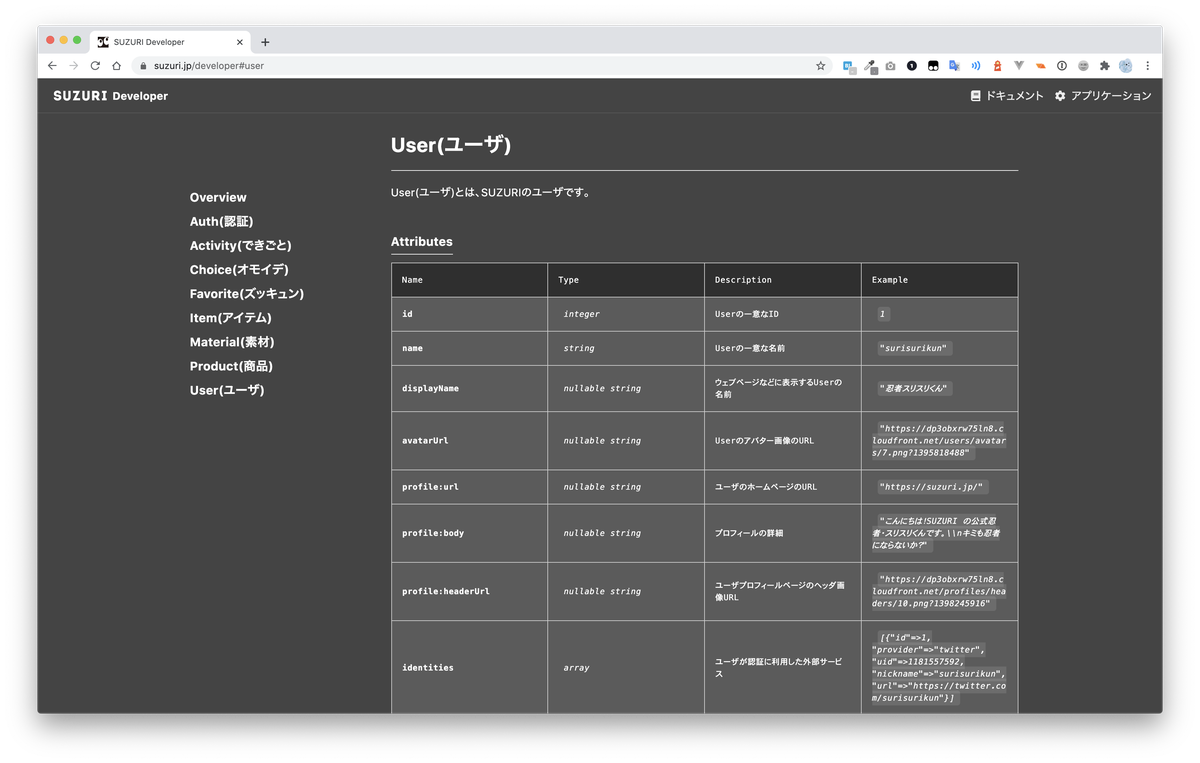 SUZURI Developer
suzuri.jp/developer#user
SUZURI Developer
ドキュメント
アプリケーション
Overview
Auth(認証)
Activity(できごと)
Choice(オモイデ)
Favorite(ズッキュン)
Item(アイテム)
Material(素材)
Product(商品)
User(ユーザ)
User(ユーザ)
User(ユーザ)とは、SUZURIのユーザです。
Attributes
Name Type Description Example
id integer Userの一意なID 1
name string Userの一意な名前 "surisurikun"
displayName nullable string ウェブページなどに表示するUserの
名前 "忍者スリスリくん"
avatarUrl nullable string Userのアバター画像のURL "https://dp3obxrw75ln8.c
loudfront.net/users/avatar
s/7.png?1395818488"
profile:url nullable string ユーザのホームページのURL "https://suzuri.jp/"
profile:body nullable string プロフィールの詳細 "こんにちは!SUZURI の公式忍
者・スリスリくんです。\\nキミも忍者
にならないか?"
profile:headerUrl nullable string ユーザプロフィールページのヘッダ画
像URL "https://dp3obxrw75ln8.c
loudfront.net/profiles/hea
ders/10.png?1398245916"
identities array ユーザが認証に利用した外部サービ
ス [{"id"=>1,
"provider"=>"twitter",
"uid"=>1181557592,
"nickname"=>"surisurikun",
"url"=>"https://twitter.co
m/surisurikun"}]